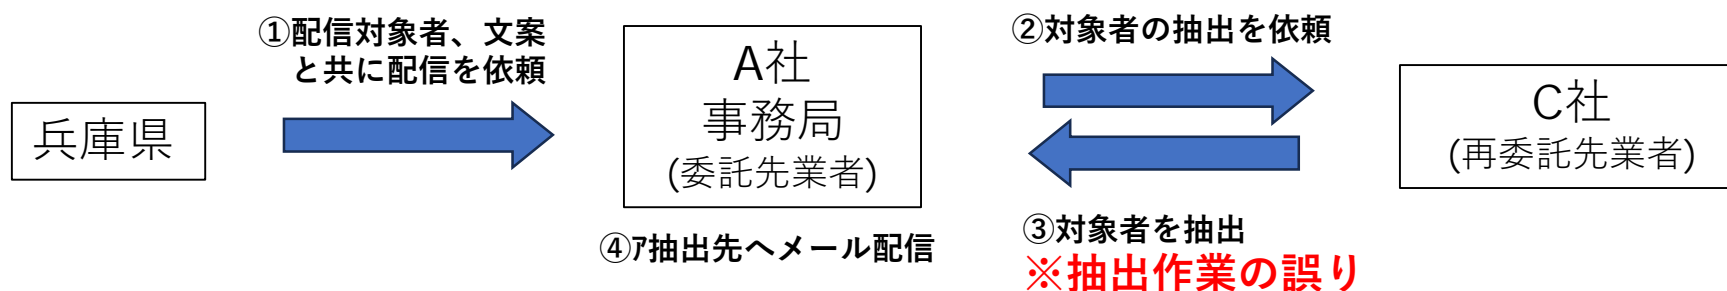 ①配信対象者、文案
と共に配信を依頼
兵庫県
A社
事務局
(委託先業者)
④ｱ抽出先へメール配信
②対象者の抽出を依頼
③対象者を抽出
※抽出作業の誤り
C社
(再委託先業者)